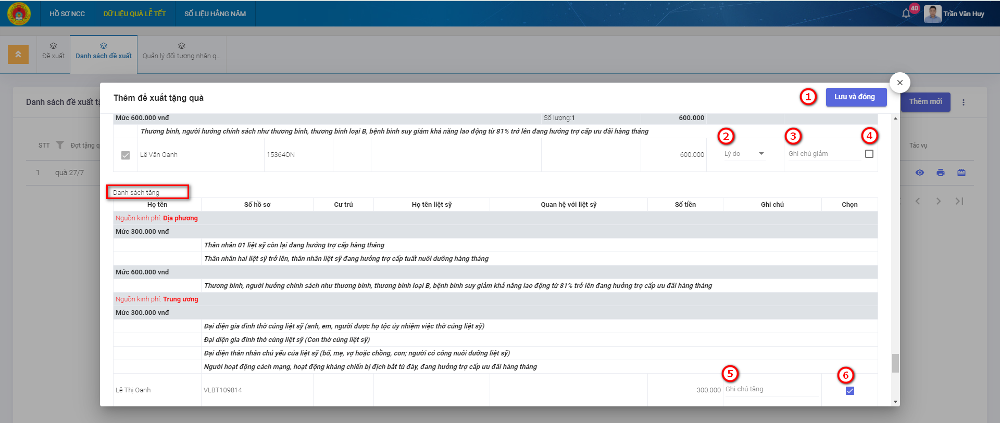 HỒ SƠ NCC
DỮ LIỆU QUÀ LỄ TẾT
SỐ LIỆU HẰNG NĂM
40
Trần Văn Huy
Đề xuất
Danh sách đề xuất
Quản lý đối tượng nhận q...
Danh sách đề xuất tặ
Thêm đề xuất tặng quà
1
Lưu và đóng
Thêm mới
Mức 600.000 vnđ
Số lượng:1
600.000
Thương binh, người hưởng chính sách như thương binh, thương binh loại B, bệnh binh suy giảm khả năng lao động từ 81% trở lên đang hưởng trợ cấp ưu đãi hàng tháng
2
3
4
STT
Đợt tặng q
Tác vụ
Lê Văn Oanh
15364ON
600.000
Lý do
Ghi chú giảm
1
quà 27/7
Danh sách tăng
Họ tên
Số hồ sơ
Cư trú
Họ tên liệt sỹ
Quan hệ với liệt sỹ
Số tiền
Ghi chú
Chọn
Nguồn kinh phí: Địa phương
Mức 300.000 vnđ
Thân nhân 01 liệt sỹ còn lại đang hưởng trợ cấp hàng tháng
Thân nhân hai liệt sỹ trở lên, thân nhân liệt sỹ đang hưởng trợ cấp tuất nuôi dưỡng hàng tháng
Mức 600.000 vnđ
Thương binh, người hưởng chính sách như thương binh, thương binh loại B, bệnh binh suy giảm khả năng lao động từ 81% trở lên đang hưởng trợ cấp ưu đãi hàng tháng
Nguồn kinh phí: Trung ương
Mức 300.000 vnđ
Đại diện gia đình thờ cúng liệt sỹ (anh, em, người được họ tộc ủy nhiệm việc thờ cúng liệt sỹ)
Đại diện gia đình thờ cúng liệt sỹ (Con thờ cúng liệt sỹ)
Đại diện thân nhân chủ yếu của liệt sỹ (bố, mẹ, vợ hoặc chồng, con; người có công nuôi dưỡng liệt sỹ)
Người hoạt động cách mạng, hoạt động kháng chiến bị địch bắt tù đày, đang hưởng trợ cấp ưu đãi hàng tháng
5
6
Lê Thị Oanh
VLBT109814
300.000
Ghi chú tăng